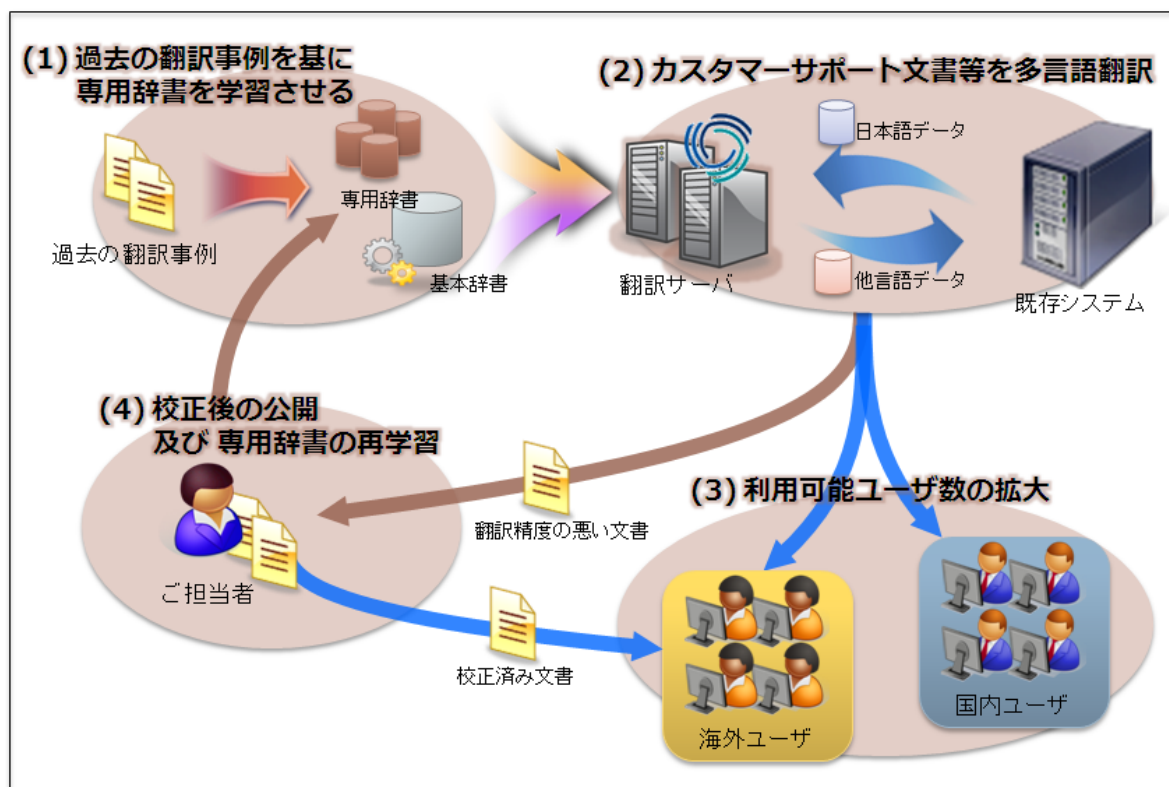 (1) 過去の翻訳事例を基に
専用辞書を学習させる
専用辞書
過去の翻訳事例
基本辞書
(2) カスタマーサポート文書等を多言語翻訳
日本語データ
翻訳サーバ
他言語データ
既存システム
(4) 校正後の公開
及び 専用辞書の再学習
ご担当者
翻訳精度の悪い文書
校正済み文書
(3) 利用可能ユーザ数の拡大
海外ユーザ
国内ユーザ